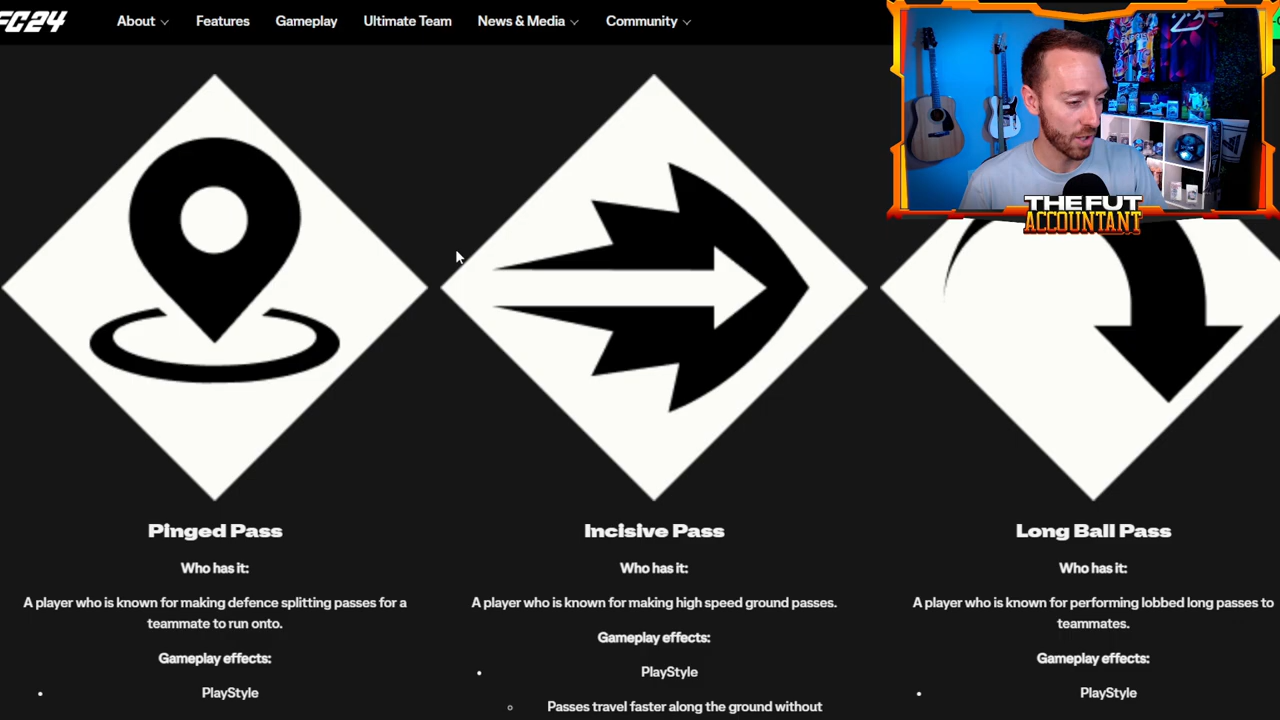 FC24 About Features Gameplay Ultimate Team News & Media Community
THE FUT
ACCOUNTANT
Pinged Pass
Who has it:
A player who is known for making defence splitting passes for a
teammate to run onto.
Gameplay effects:
• PlayStyle
Incisive Pass
Who has it:
A player who is known for making high speed ground passes.
Gameplay effects:
• PlayStyle
○ Passes travel faster along the ground without
Long Ball Pass
Who has it:
A player who is known for performing lobbed long passes to
teammates.
Gameplay effects:
• PlayStyle